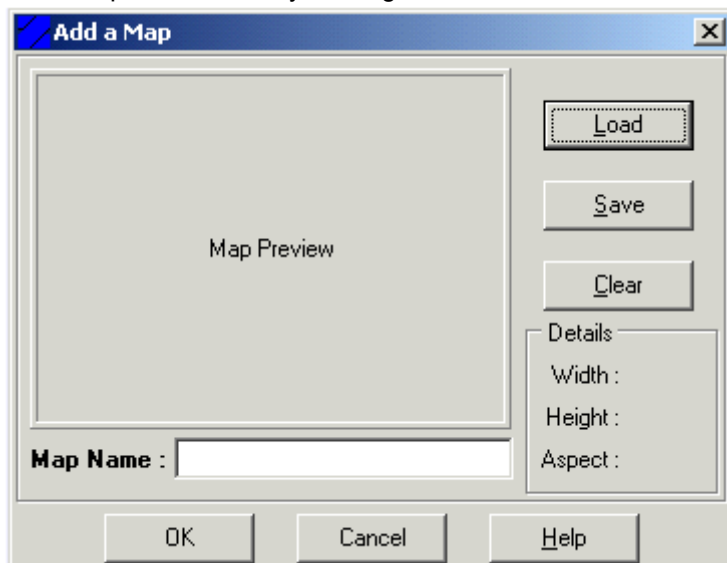 Add a Map
Load
Save
Map Preview
Clear
Details
Width :
Height :
Map Name :
Aspect :
OK Cancel Help